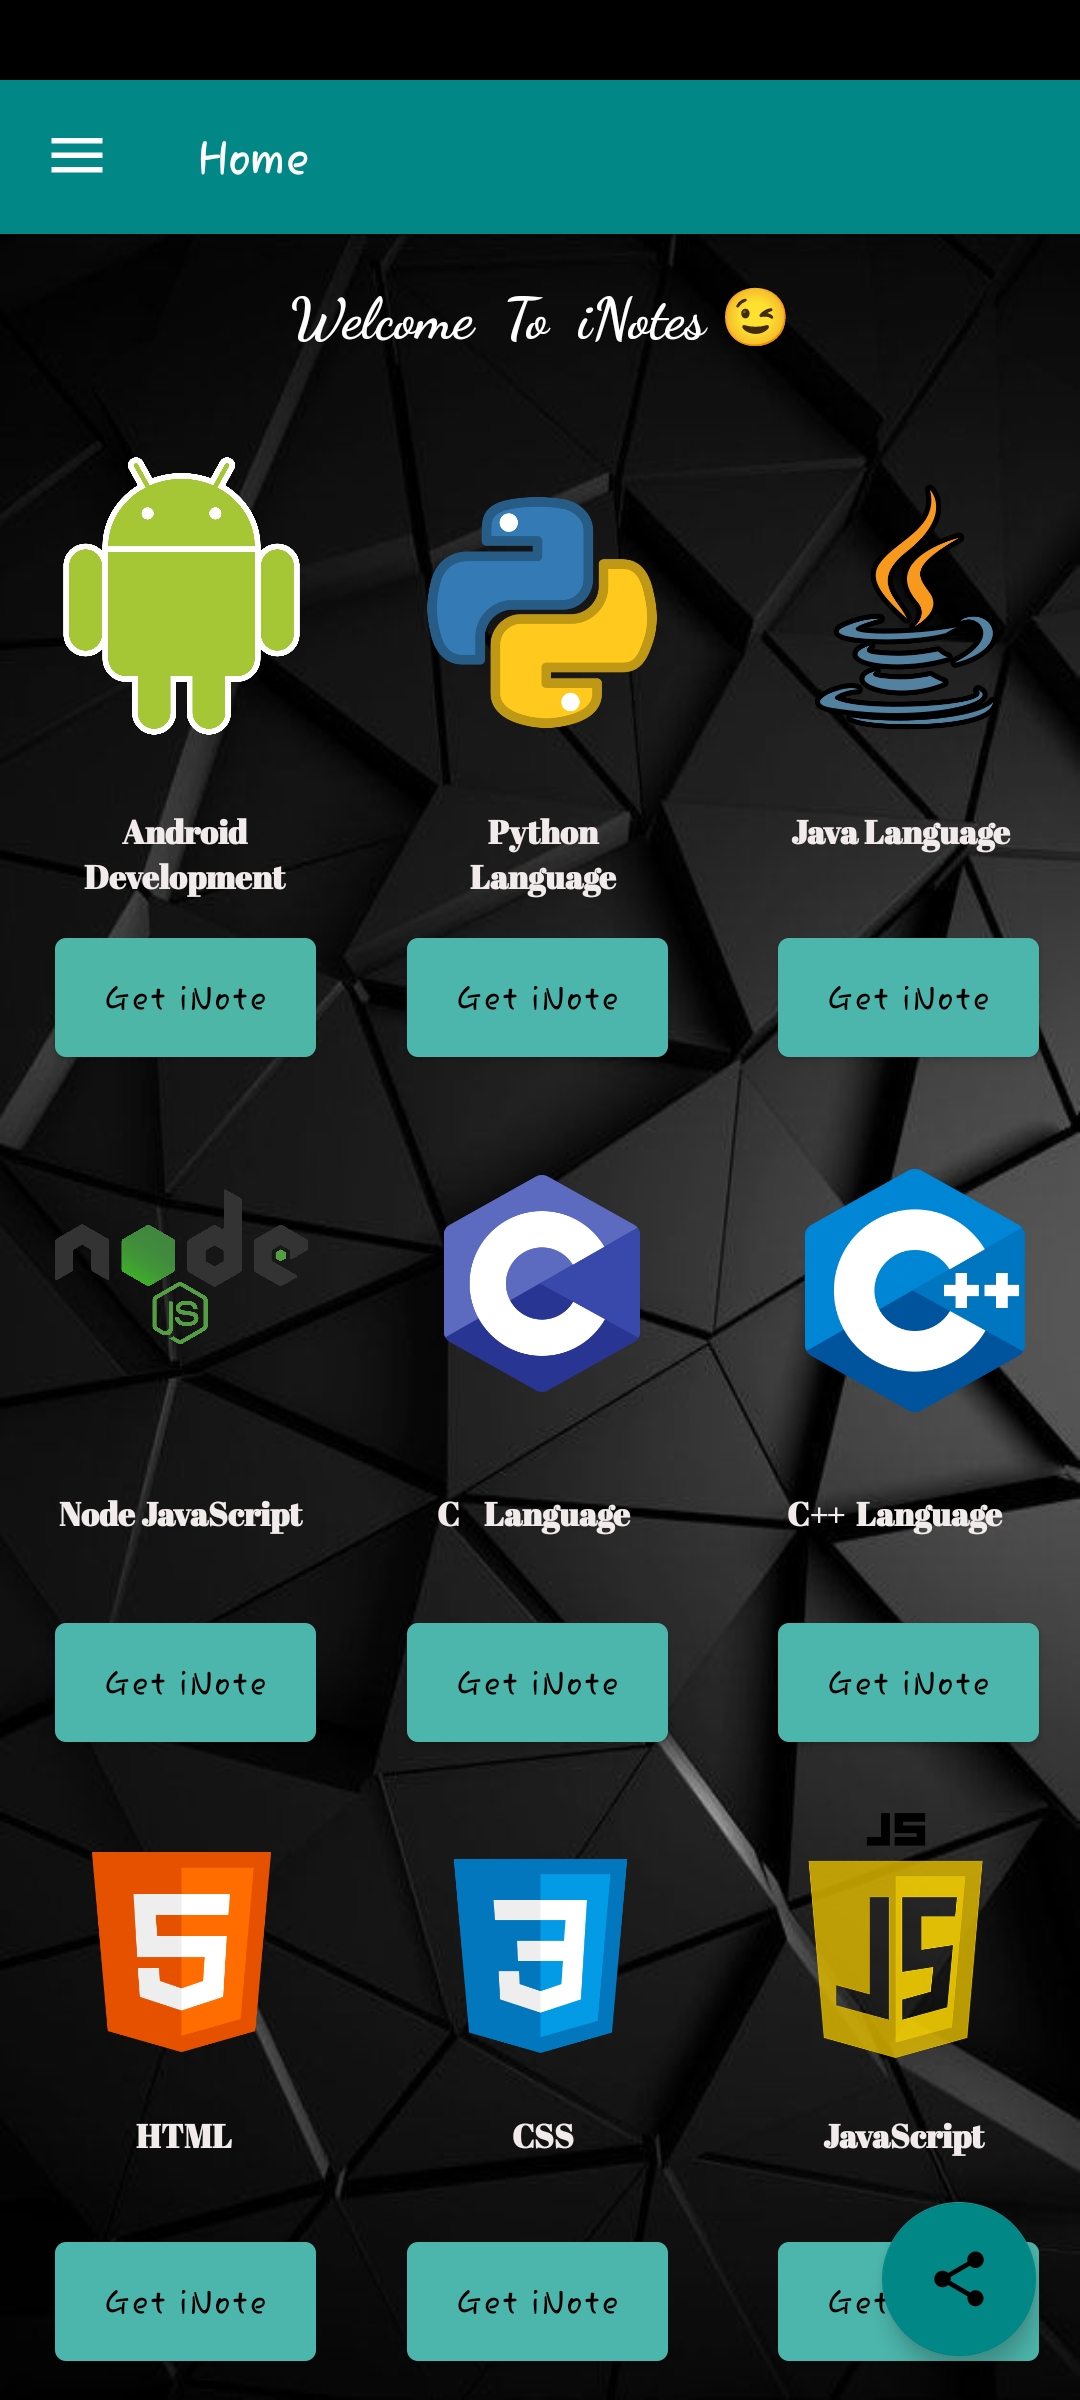 Home
Welcome To iNotes 😉
Android
Development
Python
Language
Java Language
Get iNote
Get iNote
Get iNote
node
JS
C
C++
Node JavaScript
C Language
C++ Language
Get iNote
Get iNote
Get iNote
JS
5
3
JS
HTML
CSS
JavaScript
Get iNote
Get iNote
Get